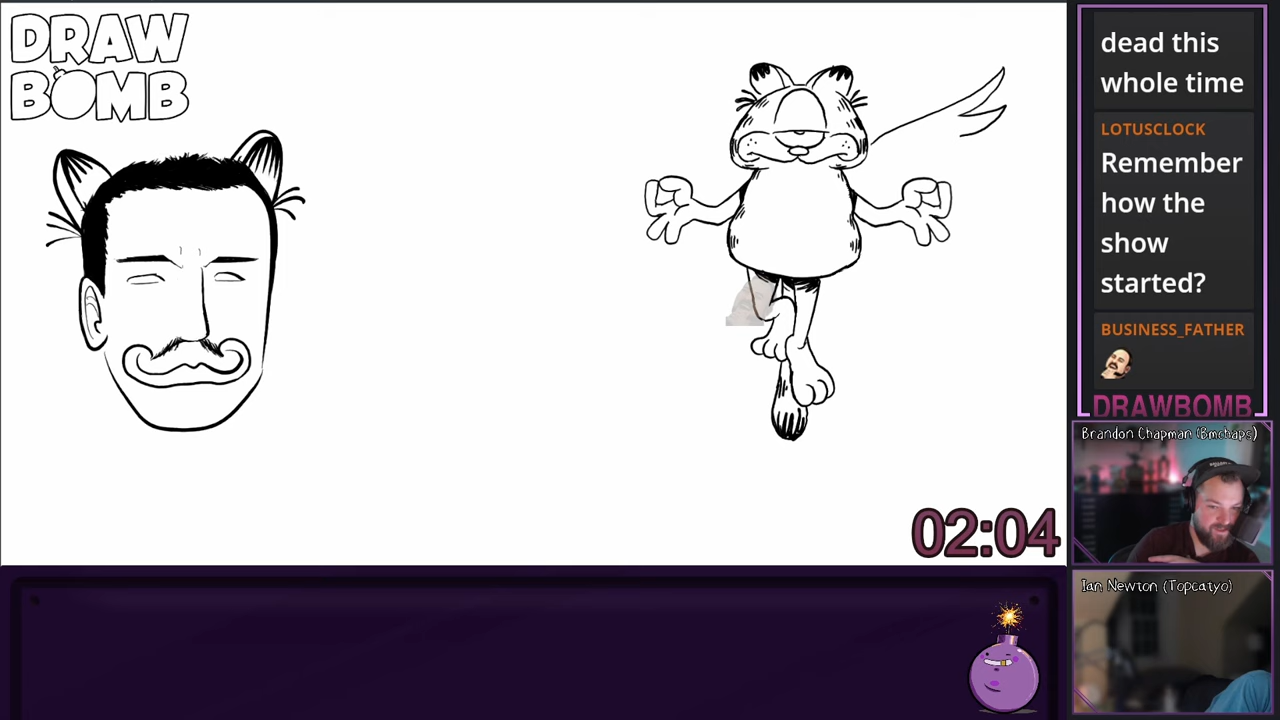 DRAW
BOMB
dead this
whole time
LOTUSCLOCK
Remember
how the
show
started?
BUSINESS_FATHER
DRAWBOMB
Brandon Chapman (Bmchaps)
02:04
Ian Newton (Topcatyo)